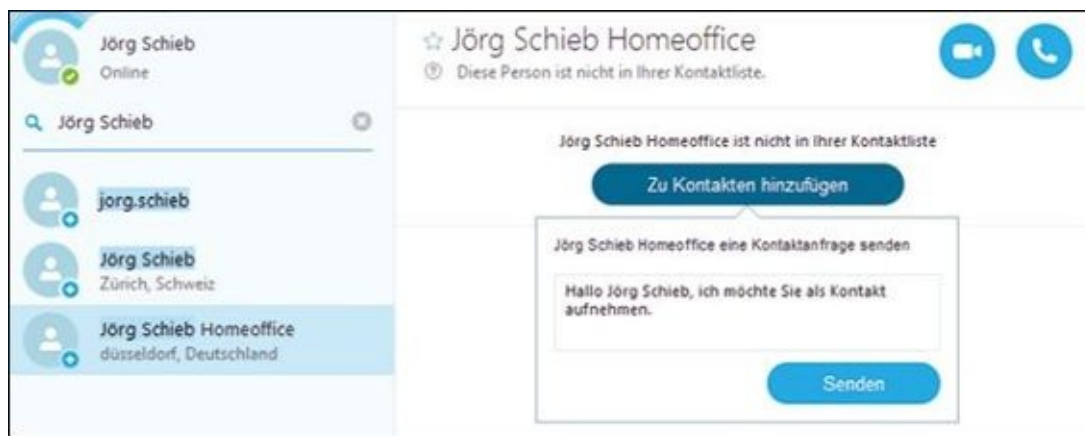 Jörg Schieb
Online
Jörg Schieb
jorg.schieb
Jörg Schieb
Zürich, Schweiz
Jörg Schieb Homeoffice
düsseldorf, Deutschland
Jörg Schieb Homeoffice
Diese Person ist nicht in Ihrer Kontaktliste.
Jörg Schieb Homeoffice ist nicht in Ihrer Kontaktliste
Zu Kontakten hinzufügen
Jörg Schieb Homeoffice eine Kontaktanfrage senden
Hallo Jörg Schieb, ich möchte Sie als Kontakt
aufnehmen.
Senden